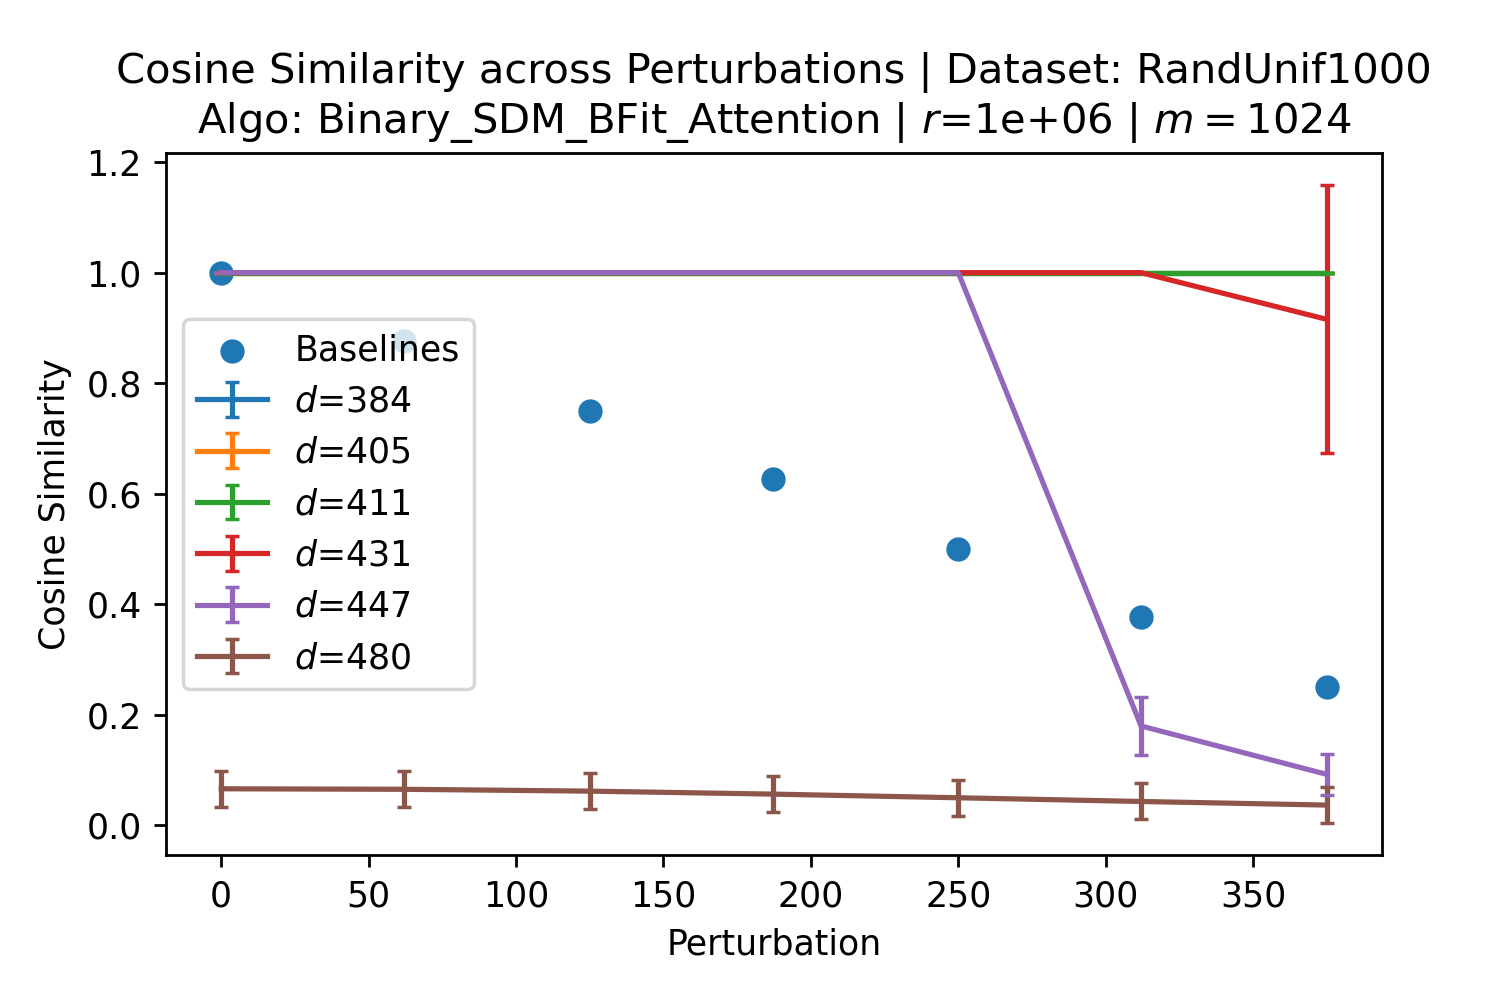 Cosine Similarity across Perturbations | Dataset: RandUnif1000
Algo: Binary_SDM_BFit_Attention | r=1e+06 | m = 1024
Cosine Similarity
1.2
1.0
0.8
0.6
0.4
0.2
0.0
Baselines
d=384
d=405
d=411
d=431
d=447
d=480
0 50 100 150 200 250 300 350
Perturbation